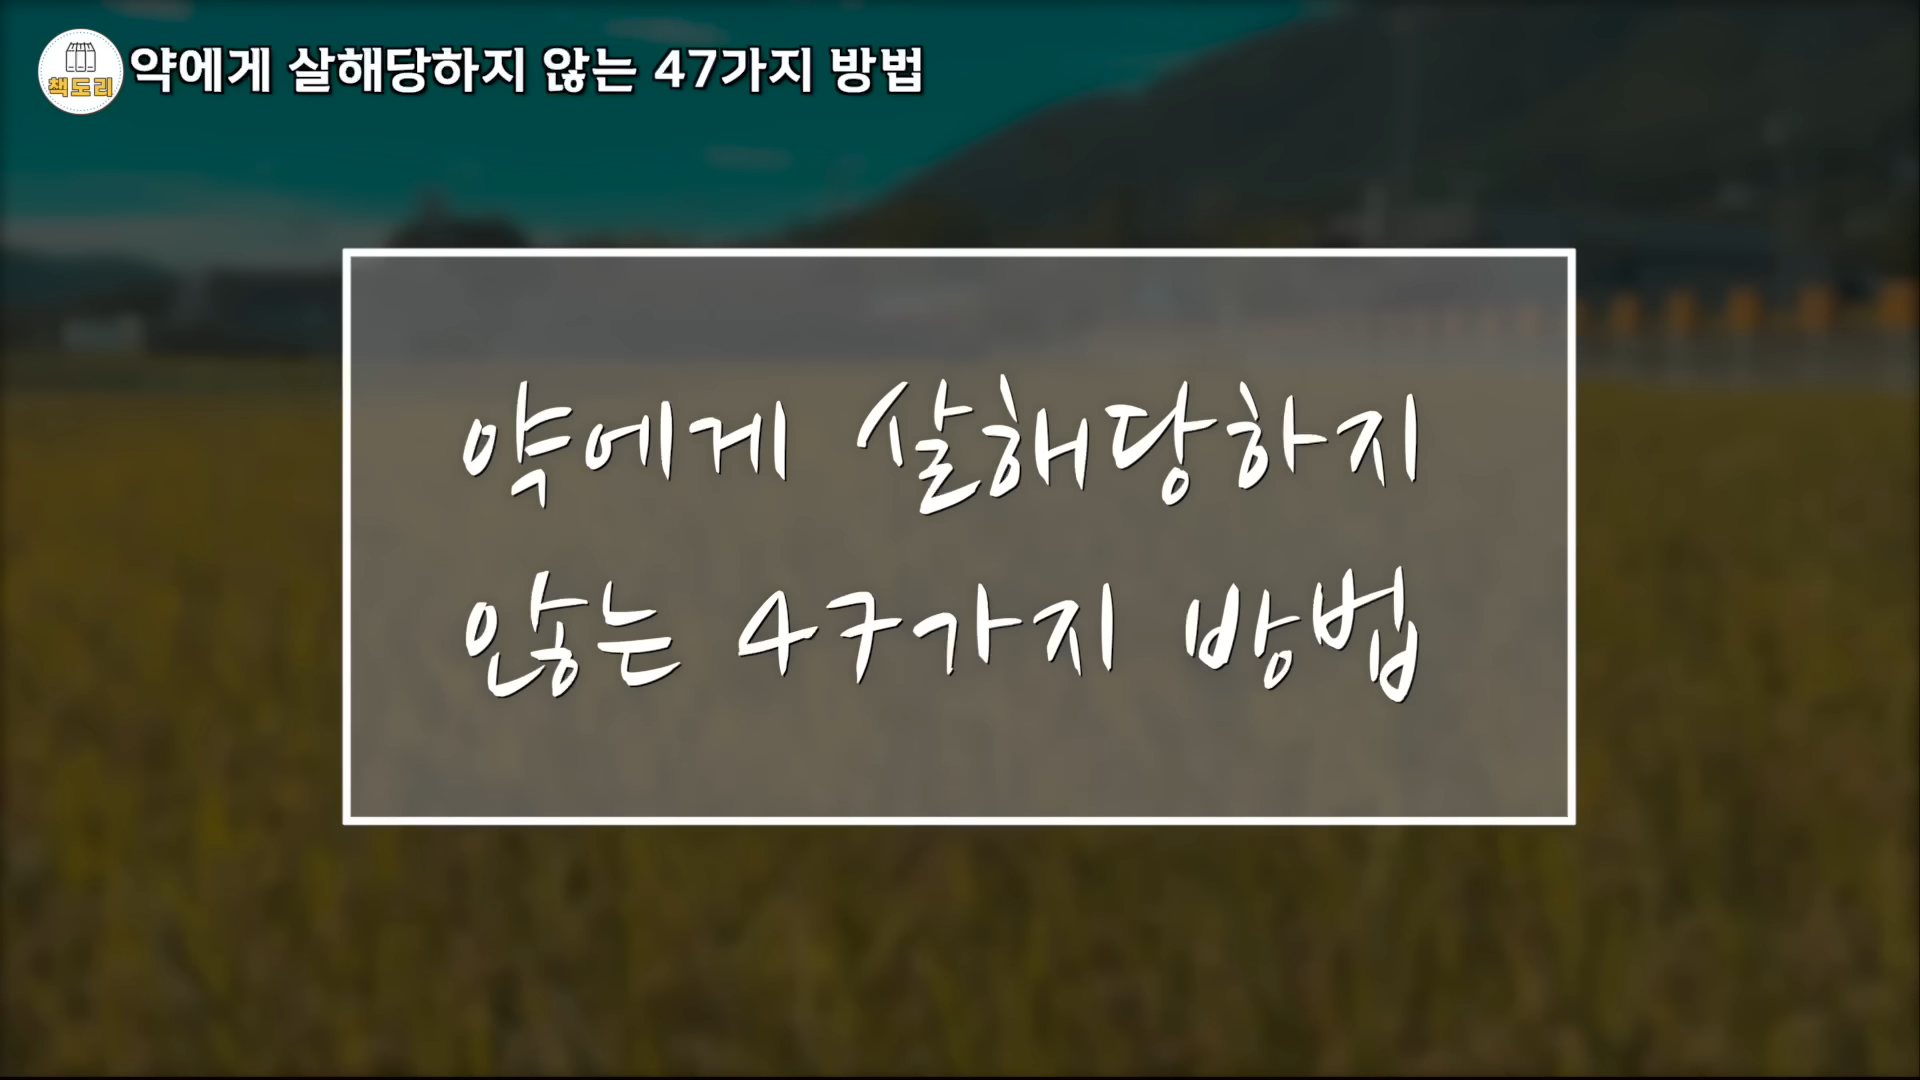 책도리
약에게 살해당하지 않는 47가지 방법
약에게 살해당하지
않는 47가지 방법